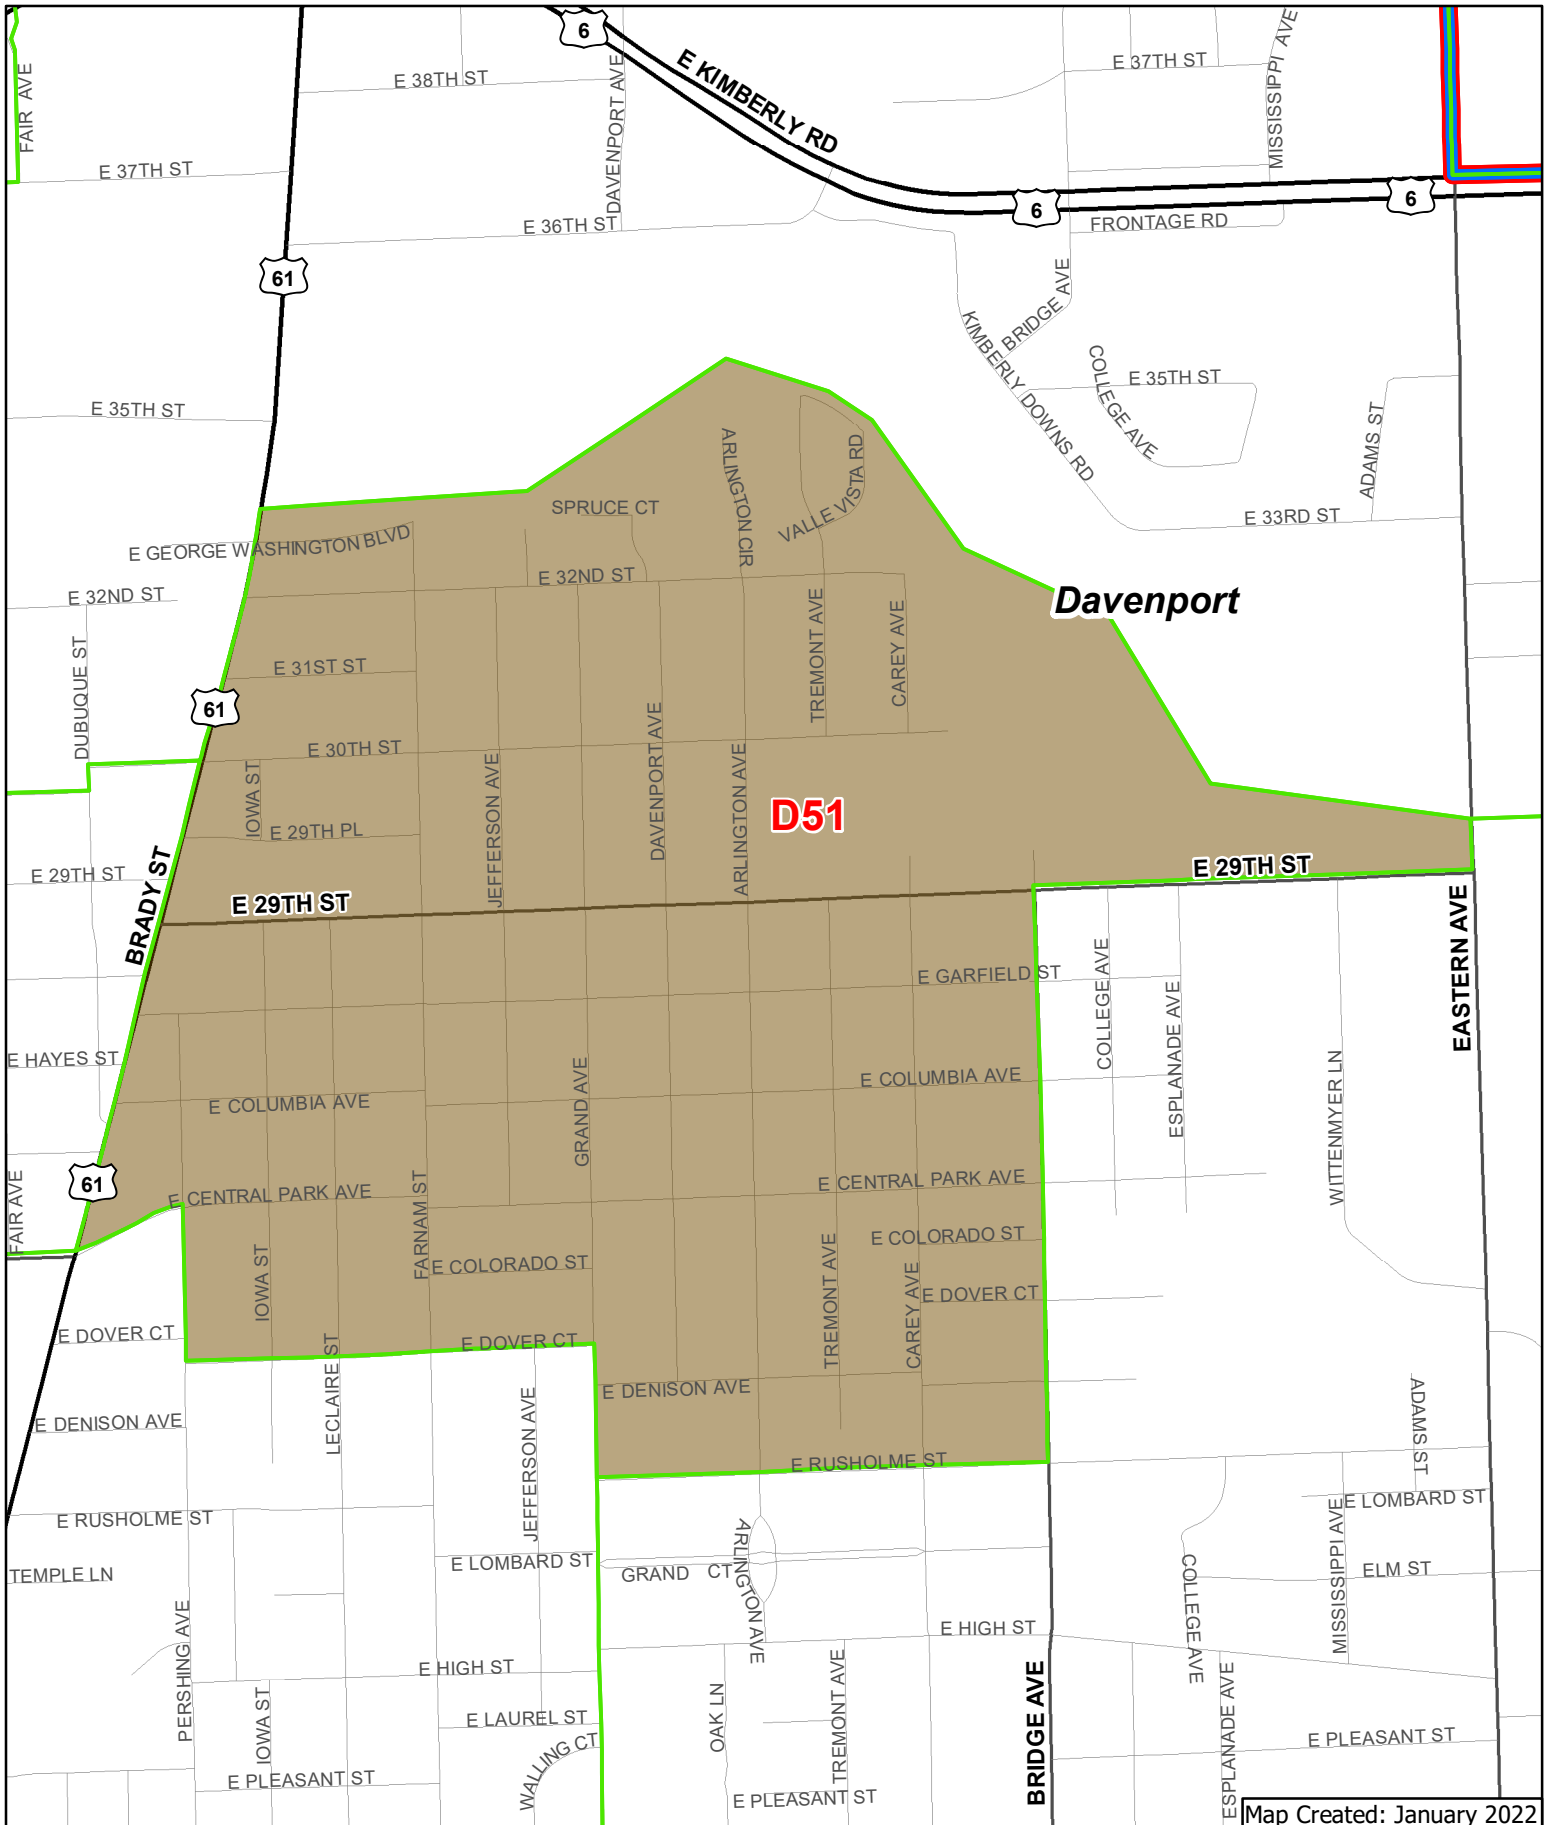 6
E KIMBERLY RD
E 38TH ST
DAVENPORT AVE
E 37TH ST
MISSISSIPPI AVE
FAIR AVE
E 37TH ST
6
6
E 36TH ST
FRONTAGE RD
61
BRIDGE AVE
KIMBERLY DOWNS RD
COLLEGE AVE
E 35TH ST
E 35TH ST
ADAMS ST
ARLINGTON CIR
VALLE VISTA RD
SPRUCE CT
E 33RD ST
E GEORGE WASHINGTON BLVD
E 32ND ST
E 32ND ST
Davenport
TREMONT AVE
CAREY AVE
DUBUQUE ST
E 31ST ST
61
DAVENPORT AVE
E 30TH ST
ARLINGTON AVE
JEFFERSON AVE
IOWA ST
D51
E 29TH PL
E 29TH ST
BRADY ST
E 29TH ST
E 29TH ST
EASTERN AVE
E GARFIELD ST
COLLEGE AVE
ESPLANADE AVE
E HAYES ST
GRAND AVE
E COLUMBIA AVE
E COLUMBIA AVE
WITTENMYER LN
61
FAIR AVE
E CENTRAL PARK AVE
FARNAM ST
E CENTRAL PARK AVE
IOWA ST
E COLORADO ST
E COLORADO ST
TREMONT AVE
CAREY AVE
E DOVER CT
E DOVER CT
E DOVER CT
LECLAIRE ST
E DENISON AVE
E DENISON AVE
JEFFERSON AVE
ADAMS ST
E RUSHOLME ST
E RUSHOLME ST
E LOMBARD ST
MISSISSIPPI AVE
E LOMBARD ST
TEMPLE LN
GRAND CT
ARLINGTON AVE
COLLEGE AVE
ELM ST
PERSHING AVE
E HIGH ST
E HIGH ST
IOWA ST
E LAUREL ST
OAK LN
TREMONT AVE
BRIDGE AVE
ESPLANADE AVE
E PLEASANT ST
WALLING CT
E PLEASANT ST
E PLEASANT ST
Map Created: January 2022